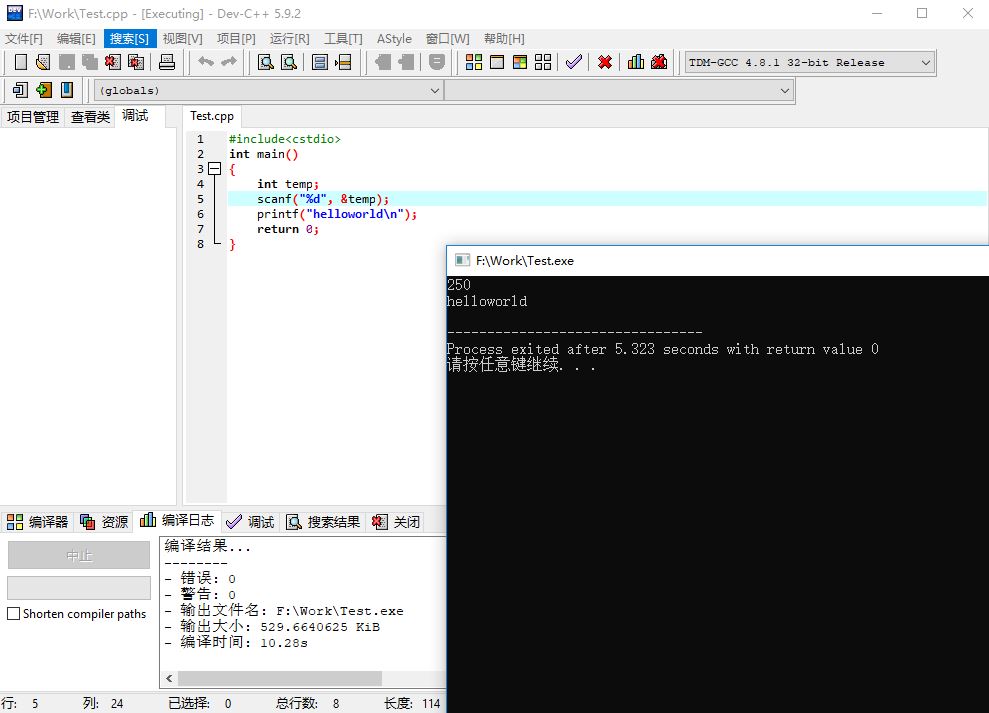 F:\Work\Test.cpp - [Executing] - Dev-C++ 5.9.2
文件[F] 编辑[E] 搜索[S] 视图[V] 项目[P] 运行[R] 工具[T] AStyle 窗口[W] 帮助[H]
TDM-GCC 4.8.1 32-bit Release
(globals)
项目管理 查看类 调试
Test.cpp
1 #include<cstdio>
2 int main()
3 {
4 int temp;
5 scanf("%d", &temp);
6 printf("helloworld\n");
7 return 0;
8 }
F:\Work\Test.exe
250
helloworld
--------------------------------
Process exited after 5.323 seconds with return value 0
请按任意键继续. . .
编译器 资源 编译日志 调试 搜索结果 关闭
中止
Shorten compiler paths
编译结果...
--------
- 错误: 0
- 警告: 0
- 输出文件名: F:\Work\Test.exe
- 输出大小: 529.6640625 KiB
- 编译时间: 10.28s
行: 5 列: 24 已选择: 0 总行数: 8 长度: 114